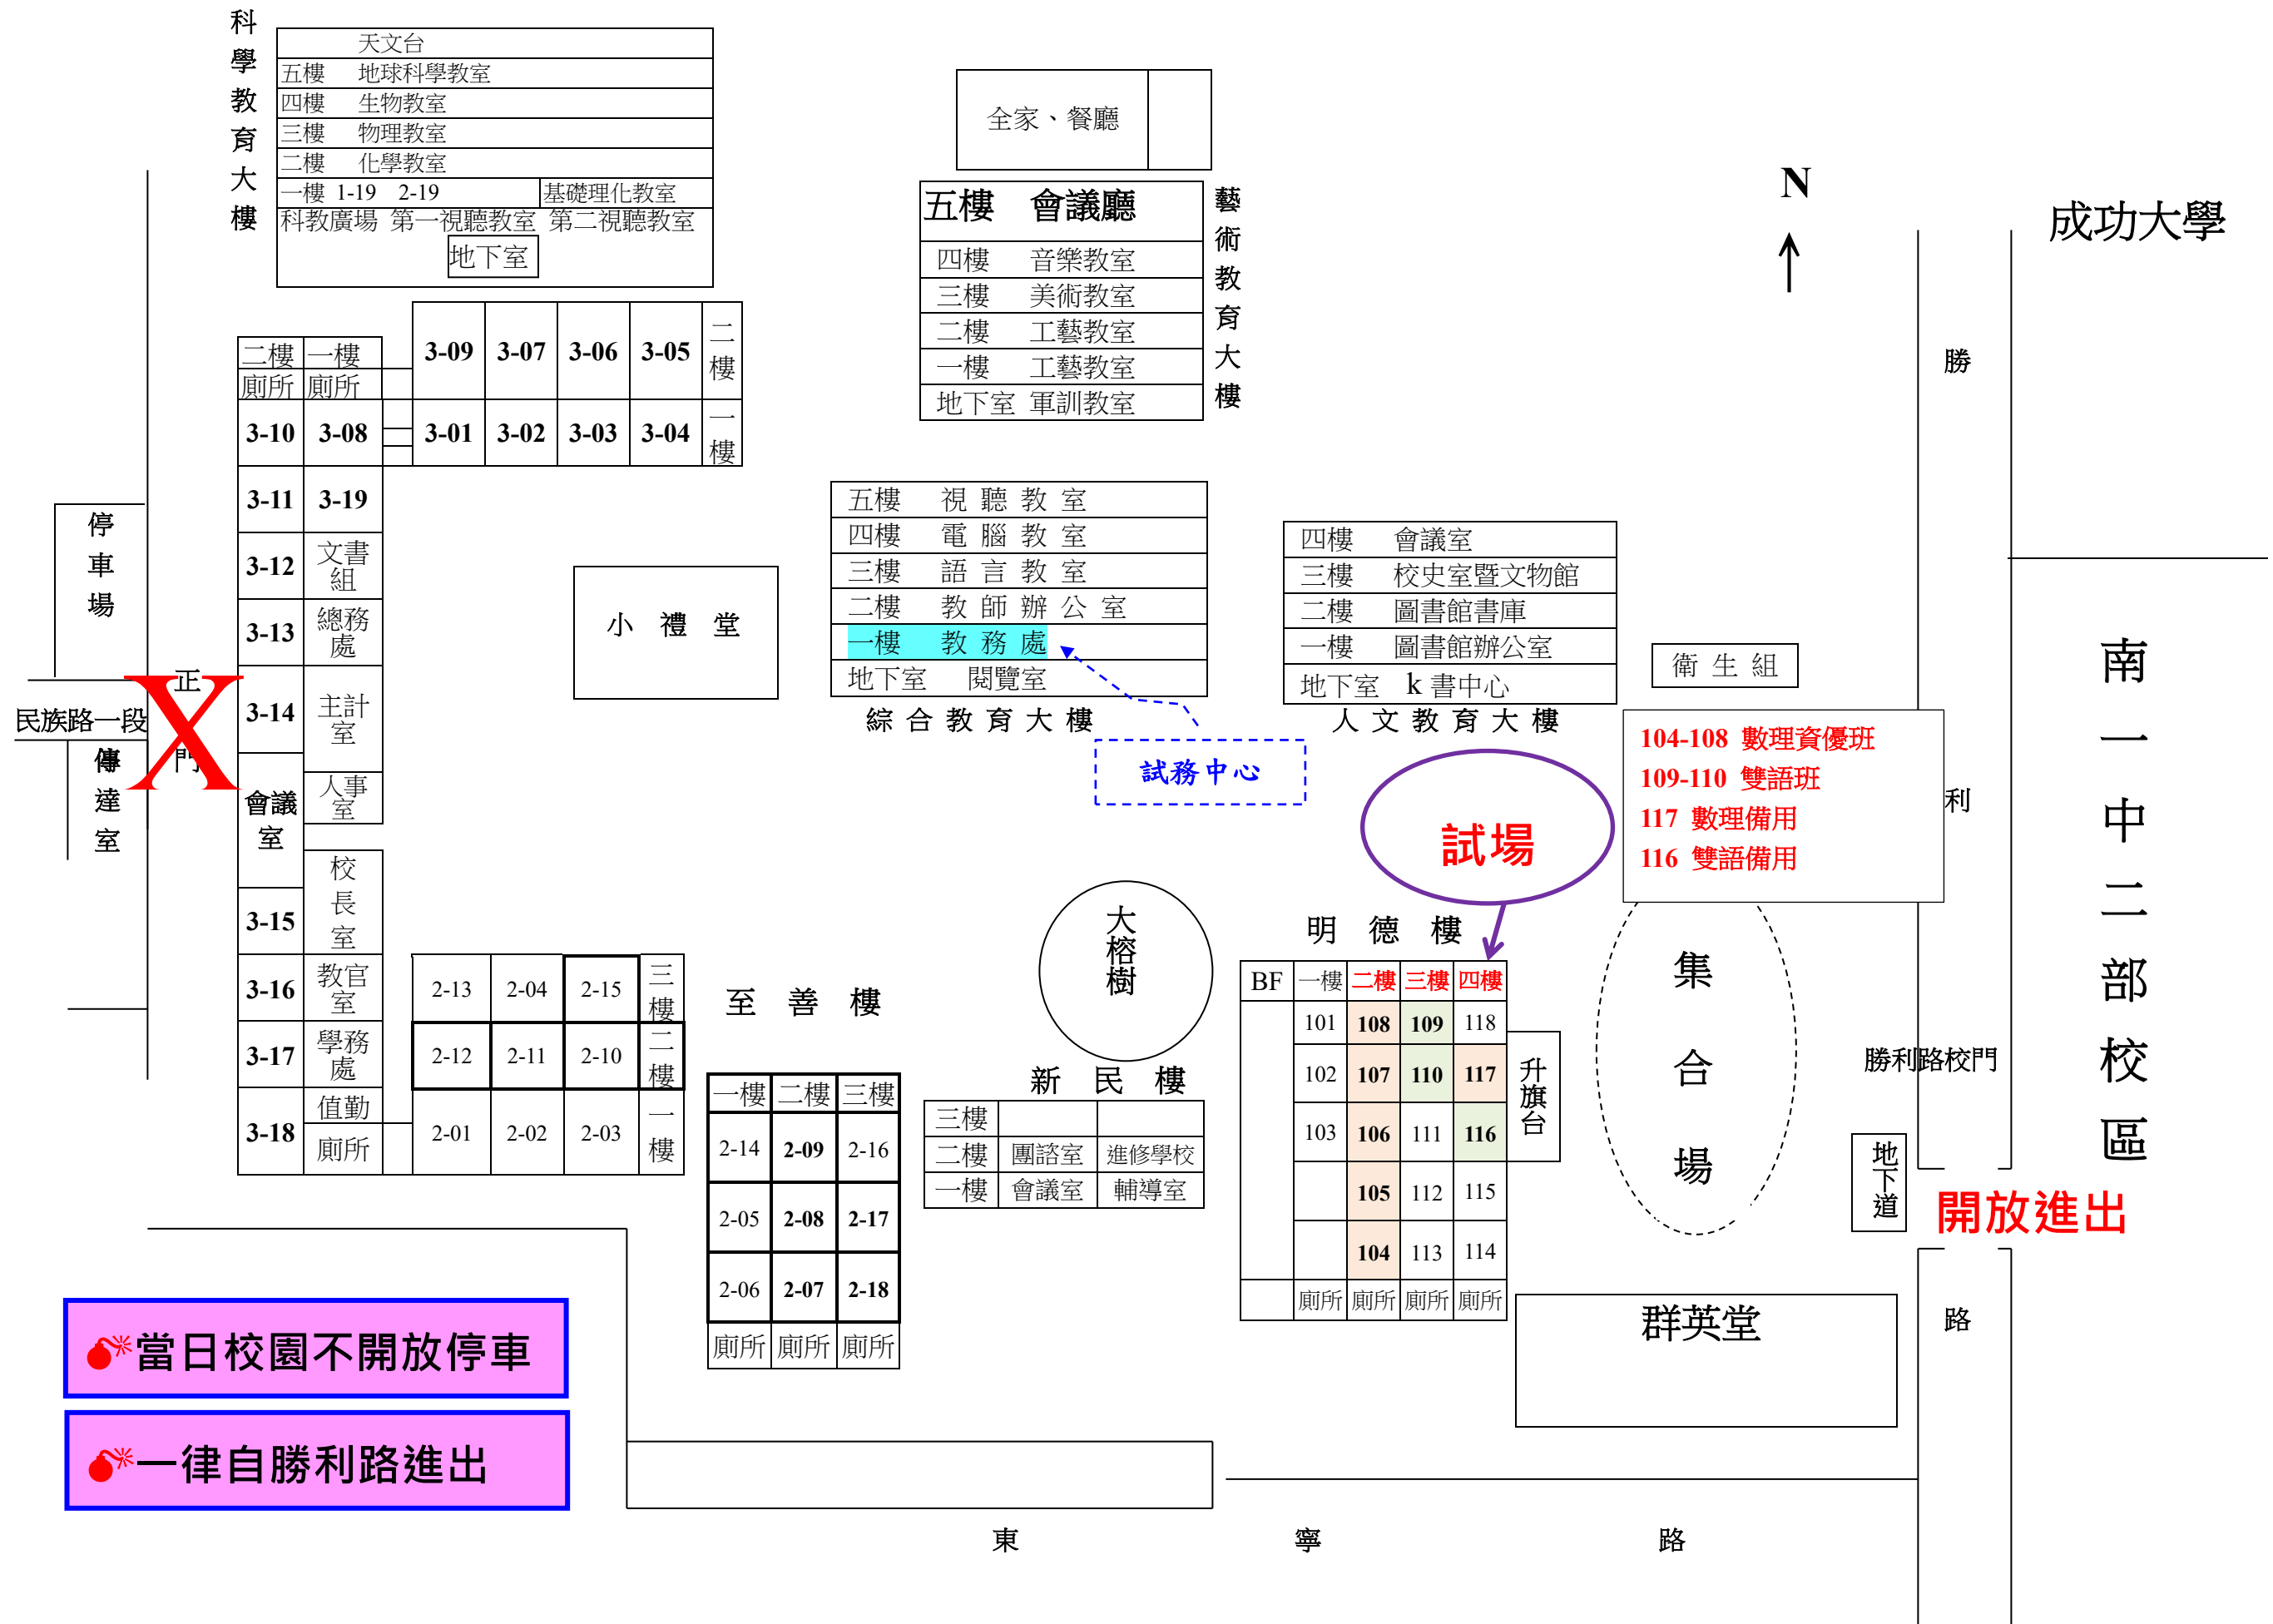 科學教育大樓
天文台
五樓 地球科學教室
四樓 生物教室
三樓 物理教室
二樓 化學教室
一樓 1-19 2-19 基礎理化教室
科教廣場 第一視聽教室 第二視聽教室
地下室
全家、餐廳
藝術教育大樓
五樓 會議廳
四樓 音樂教室
三樓 美術教室
二樓 工藝教室
一樓 工藝教室
地下室 軍訓教室
N
成功大學
二樓 一樓
廁所 廁所
3-09 3-07 3-06 3-05 二樓
3-10 3-08 3-01 3-02 3-03 3-04 一樓
3-11 3-19
3-12 文書組
3-13 總務處
3-14 主計室
會議室 人事室
校長室
3-15
3-16 教官室
3-17 學務處
3-18 值勤
廁所
停車場
正門
X
民族路一段
傳達室
小禮堂
五樓 視聽教室
四樓 電腦教室
三樓 語言教室
二樓 教師辦公室
一樓 教務處
地下室 閱覽室
綜合教育大樓
試務中心
四樓 會議室
三樓 校史室暨文物館
二樓 圖書館書庫
一樓 圖書館辦公室
地下室 k書中心
人文教育大樓
衛生組
104-108 數理資優班
109-110 雙語班
117 數理備用
116 雙語備用
試場
勝利路
南一中二部校區
2-13 2-04 2-15 三樓
2-12 2-11 2-10 二樓
2-01 2-02 2-03 一樓
至善樓
一樓 二樓 三樓
2-14 2-09 2-16
2-05 2-08 2-17
2-06 2-07 2-18
廁所 廁所 廁所
大榕樹
新民樓
三樓
二樓 團諮室 進修學校
一樓 會議室 輔導室
明德樓
BF 一樓 二樓 三樓 四樓
101 108 109 118
102 107 110 117
103 106 111 116
105 112 115
104 113 114
廁所 廁所 廁所 廁所
升旗台
集合場
勝利路校門
地下道
開放進出
群英堂
當日校園不開放停車
一律自勝利路進出
東寧路